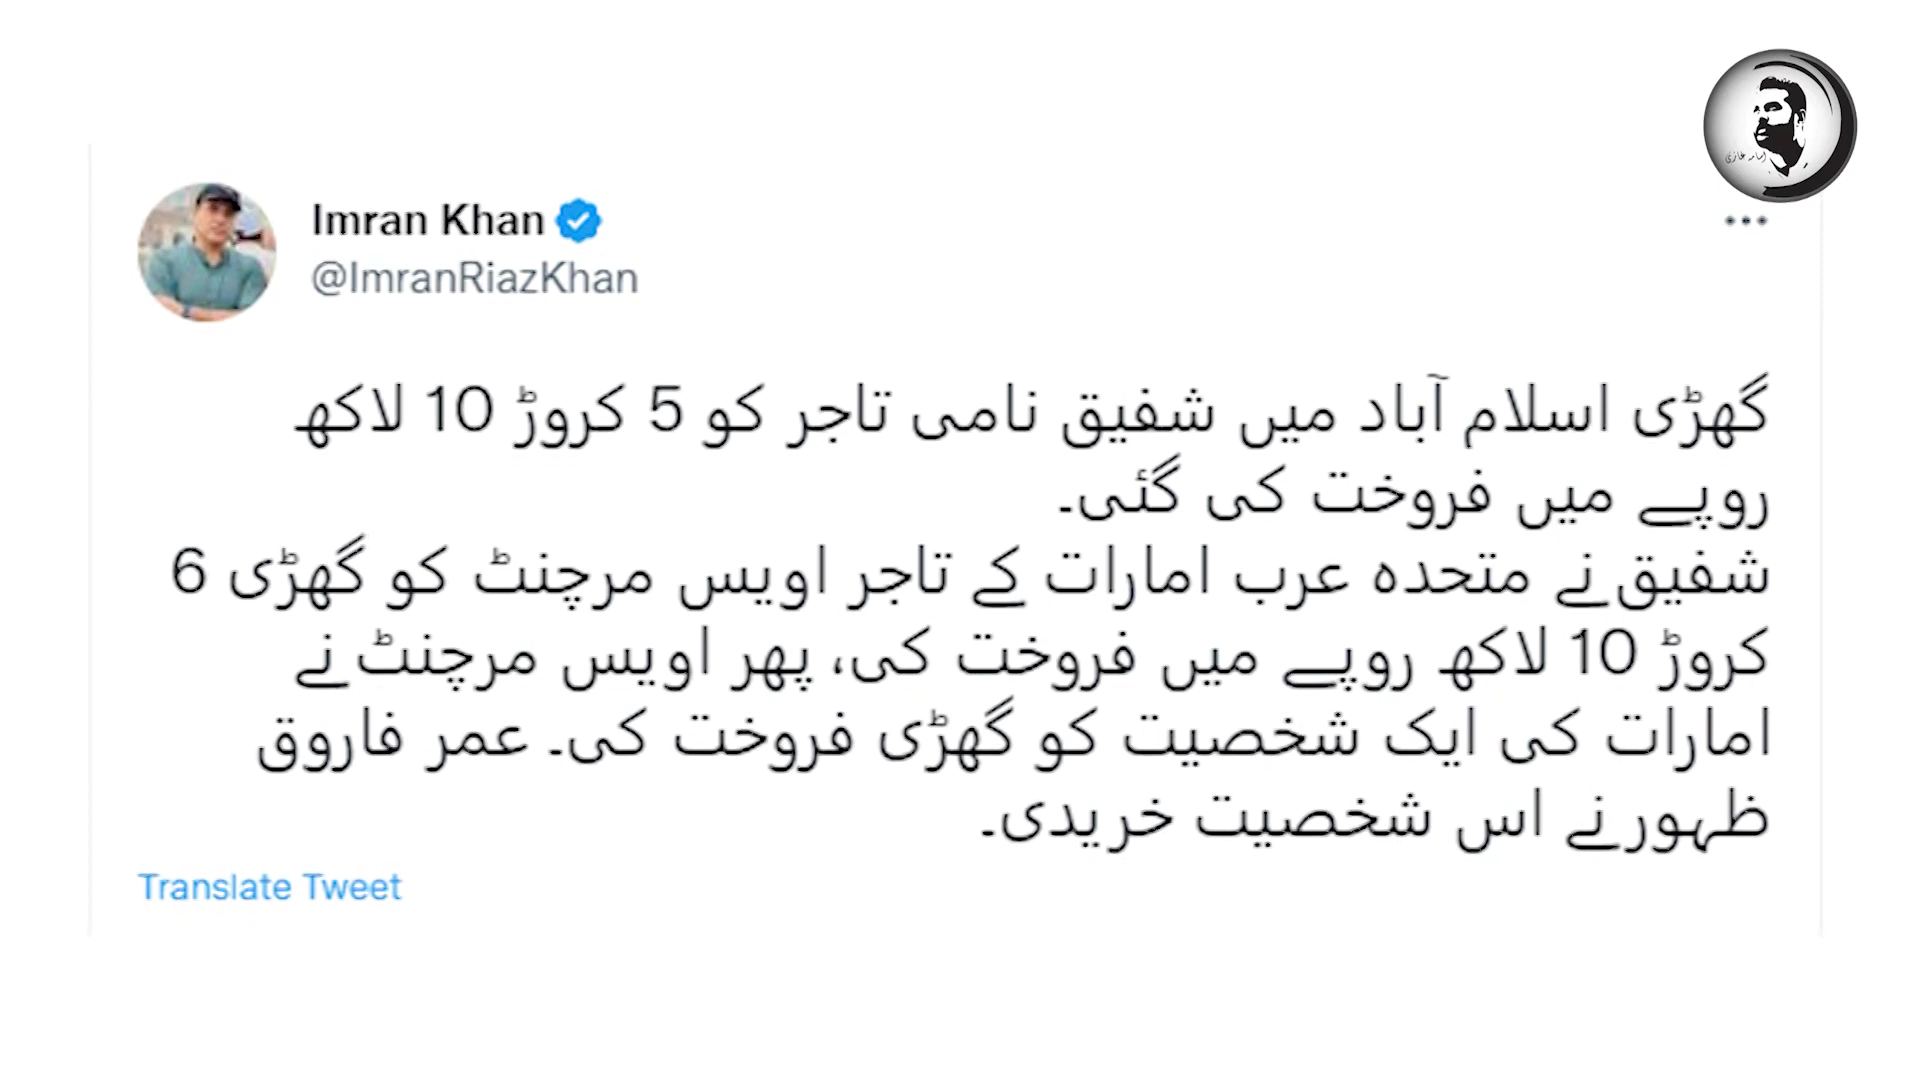 اسامہ غازی
Imran Khan
@ImranRiazKhan
گھڑی اسلام آباد میں شفیق نامی تاجر کو 5 کروڑ 10 لاکھ
روپے میں فروخت کی گئی۔
شفیق نے متحدہ عرب امارات کے تاجر اویس مرچنٹ کو گھڑی 6
کروڑ 10 لاکھ روپے میں فروخت کی، پھر اویس مرچنٹ نے
امارات کی ایک شخصیت کو گھڑی فروخت کی۔ عمر فاروق
ظہور نے اس شخصیت خریدی۔
Translate Tweet